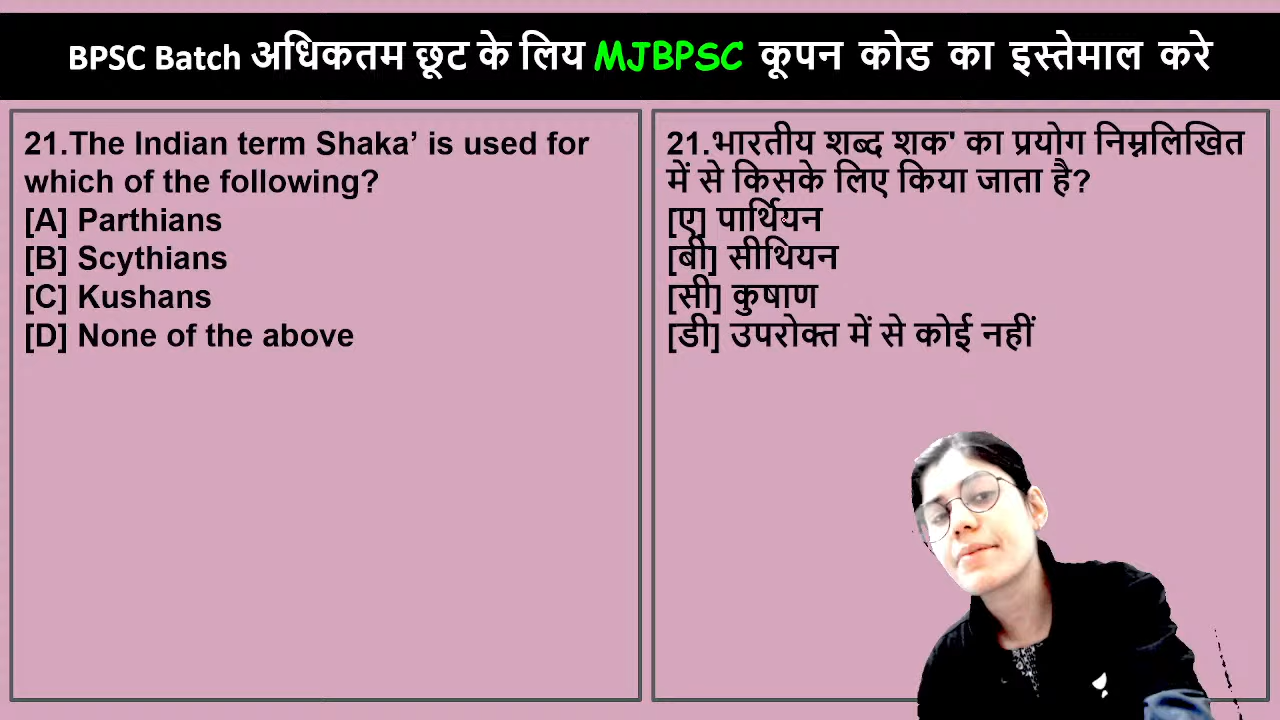 BPSC Batch अधिकतम छूट के लिय MJBPSC कूपन कोड का इस्तेमाल करे
21.The Indian term Shaka’ is used for
which of the following?
[A] Parthians
[B] Scythians
[C] Kushans
[D] None of the above
21.भारतीय शब्द शक' का प्रयोग निम्नलिखित
में से किसके लिए किया जाता है?
[ए] पार्थियन
[बी] सीथियन
[सी] कुषाण
[डी] उपरोक्त में से कोई नहीं